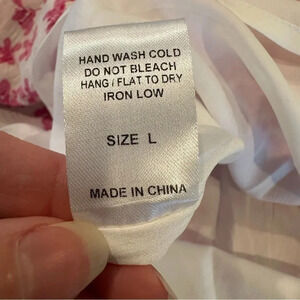 HAND WASH COLD
DO NOT BLEACH
HANG / FLAT TO DRY
IRON LOW
SIZE L
MADE IN CHINA